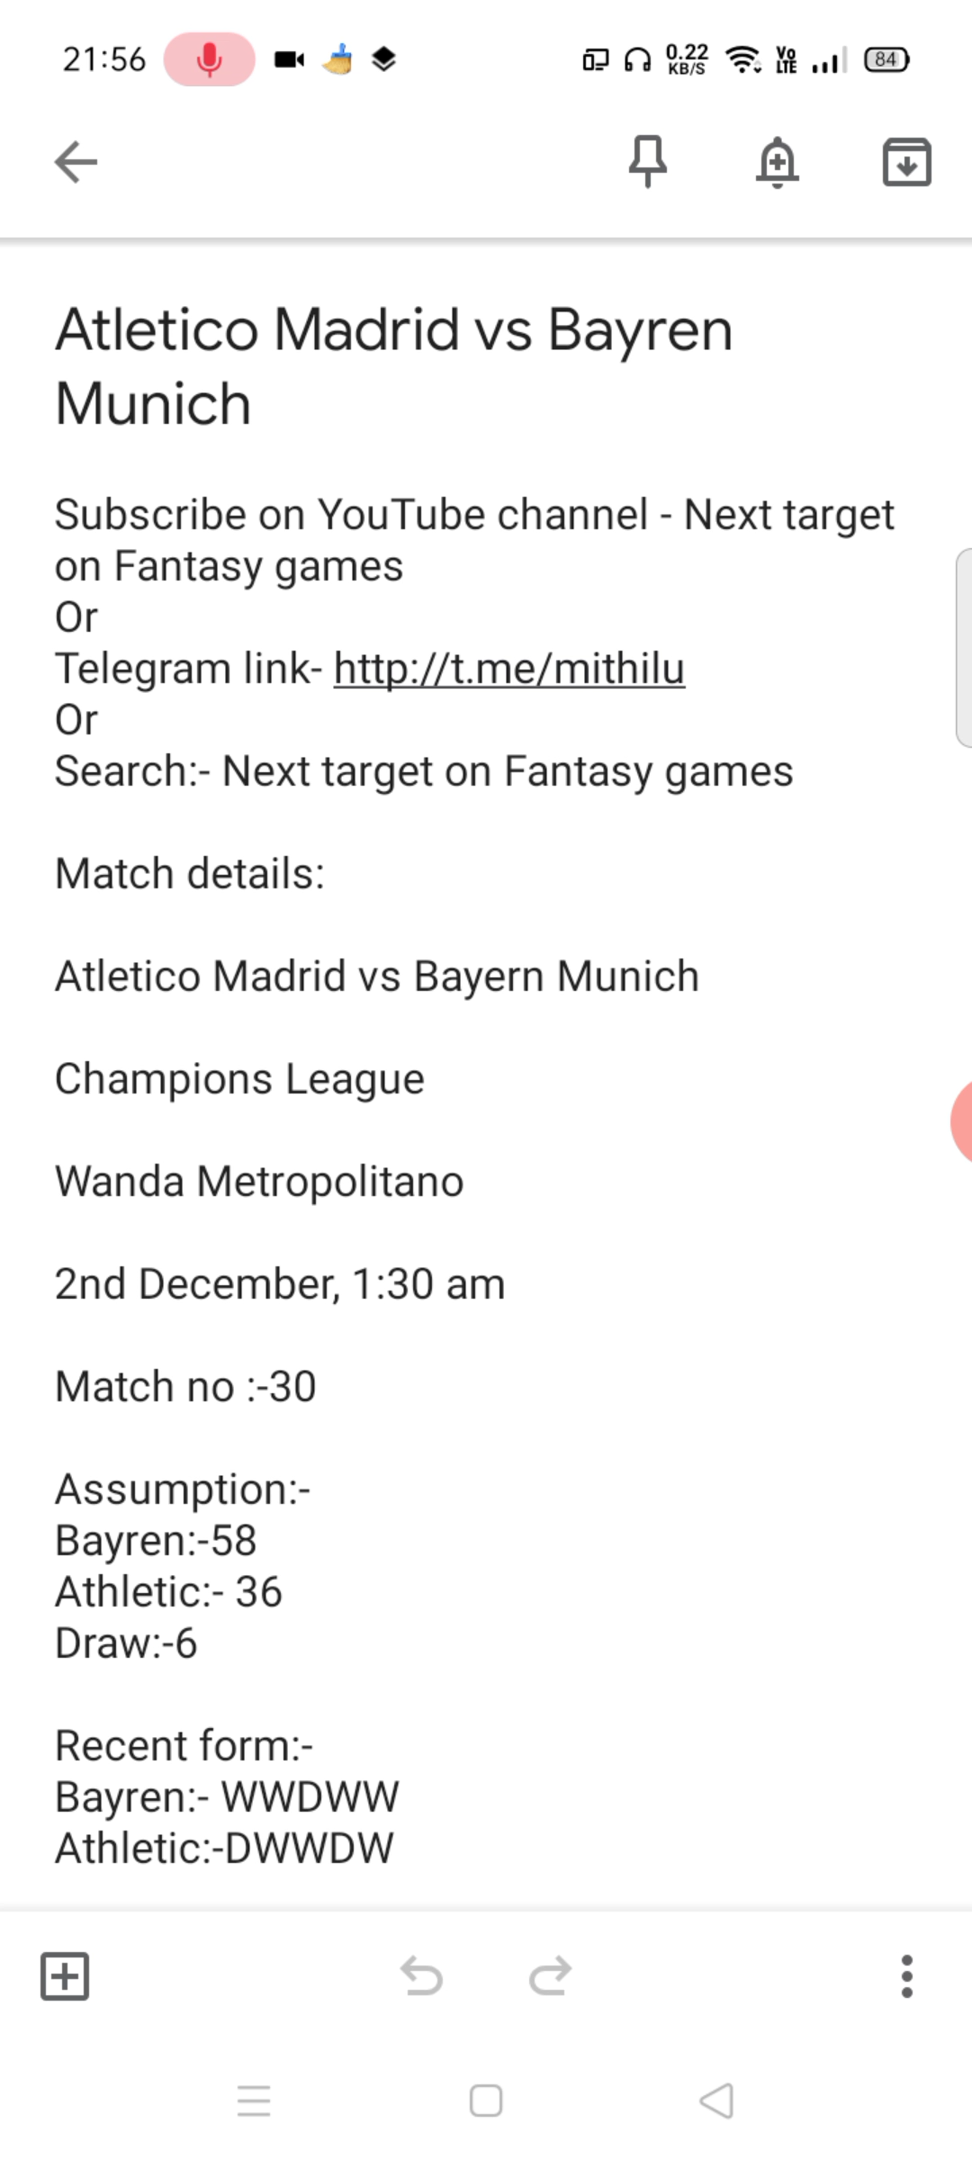 21:56
0.22
KB/S
Vo
LTE
84
Atletico Madrid vs Bayren
Munich
Subscribe on YouTube channel - Next target
on Fantasy games
Or
Telegram link- http://t.me/mithilu
Or
Search:- Next target on Fantasy games
Match details:
Atletico Madrid vs Bayern Munich
Champions League
Wanda Metropolitano
2nd December, 1:30 am
Match no :-30
Assumption:-
Bayren:-58
Athletic:- 36
Draw:-6
Recent form:-
Bayren:- WWDWW
Athletic:-DWWDW